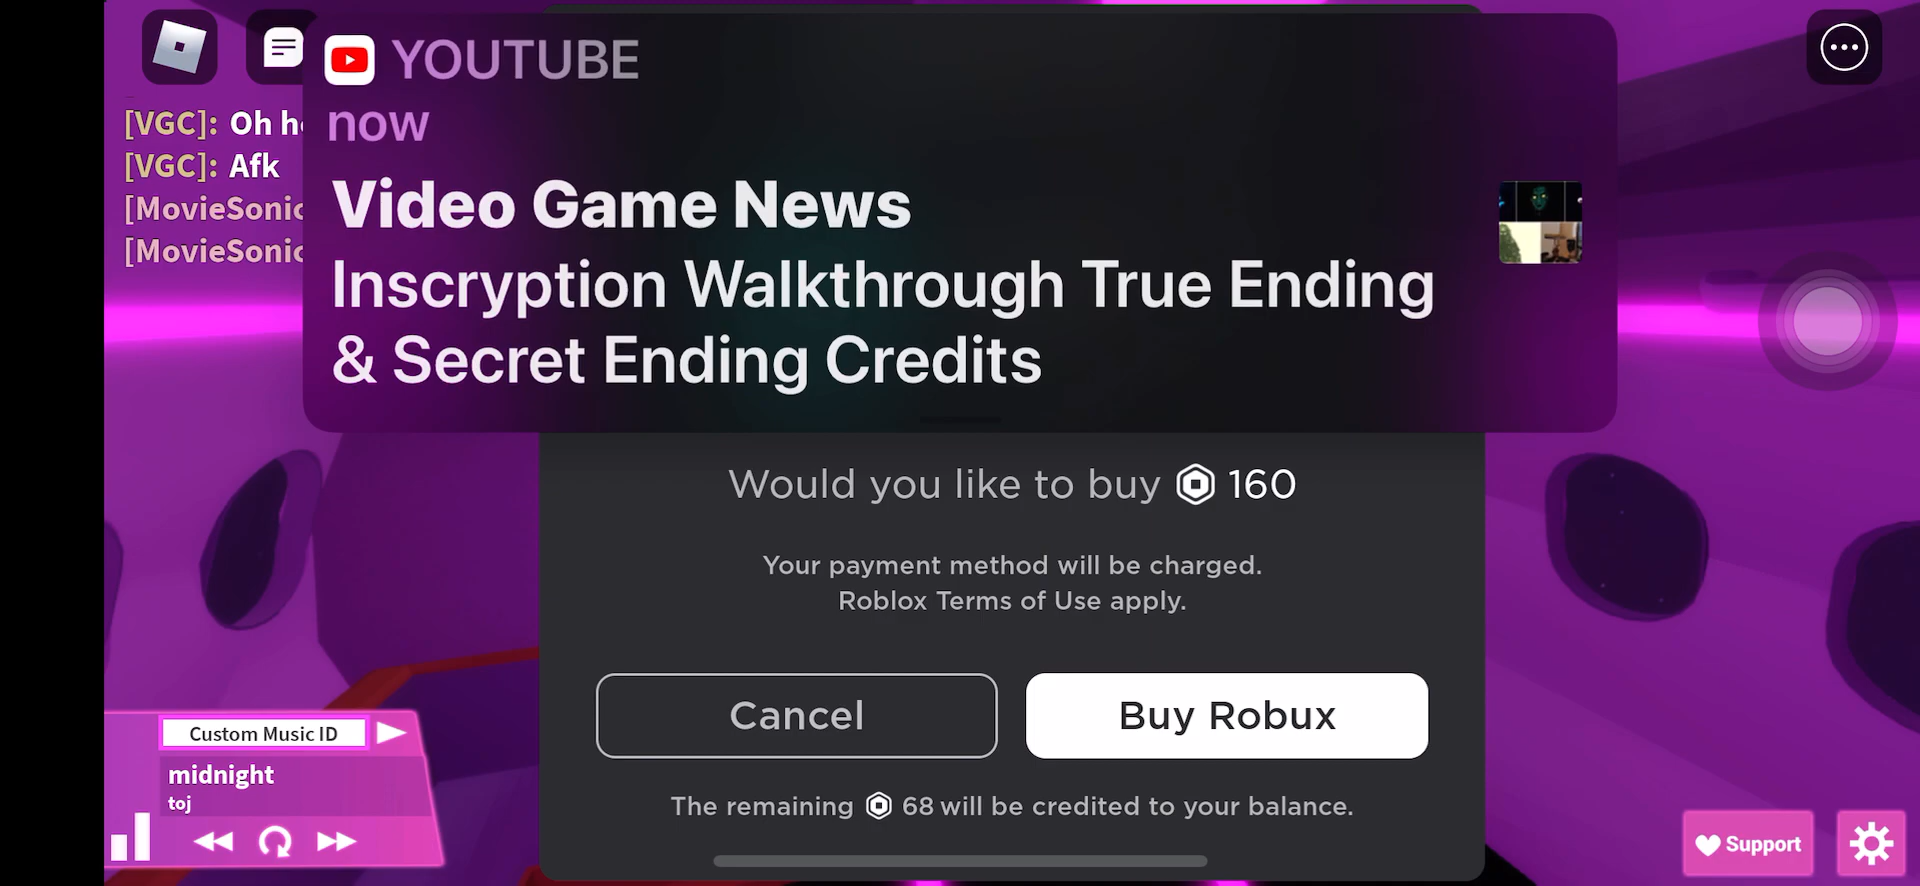 YOUTUBE
now
[VGC]: Oh
[VGC]: Afk
[MovieSonic
[MovieSonic
Video Game News
Inscryption Walkthrough True Ending
& Secret Ending Credits
Would you like to buy 160
Your payment method will be charged.
Roblox Terms of Use apply.
Cancel
Buy Robux
The remaining 68 will be credited to your balance.
Custom Music ID
midnight
toj
Support